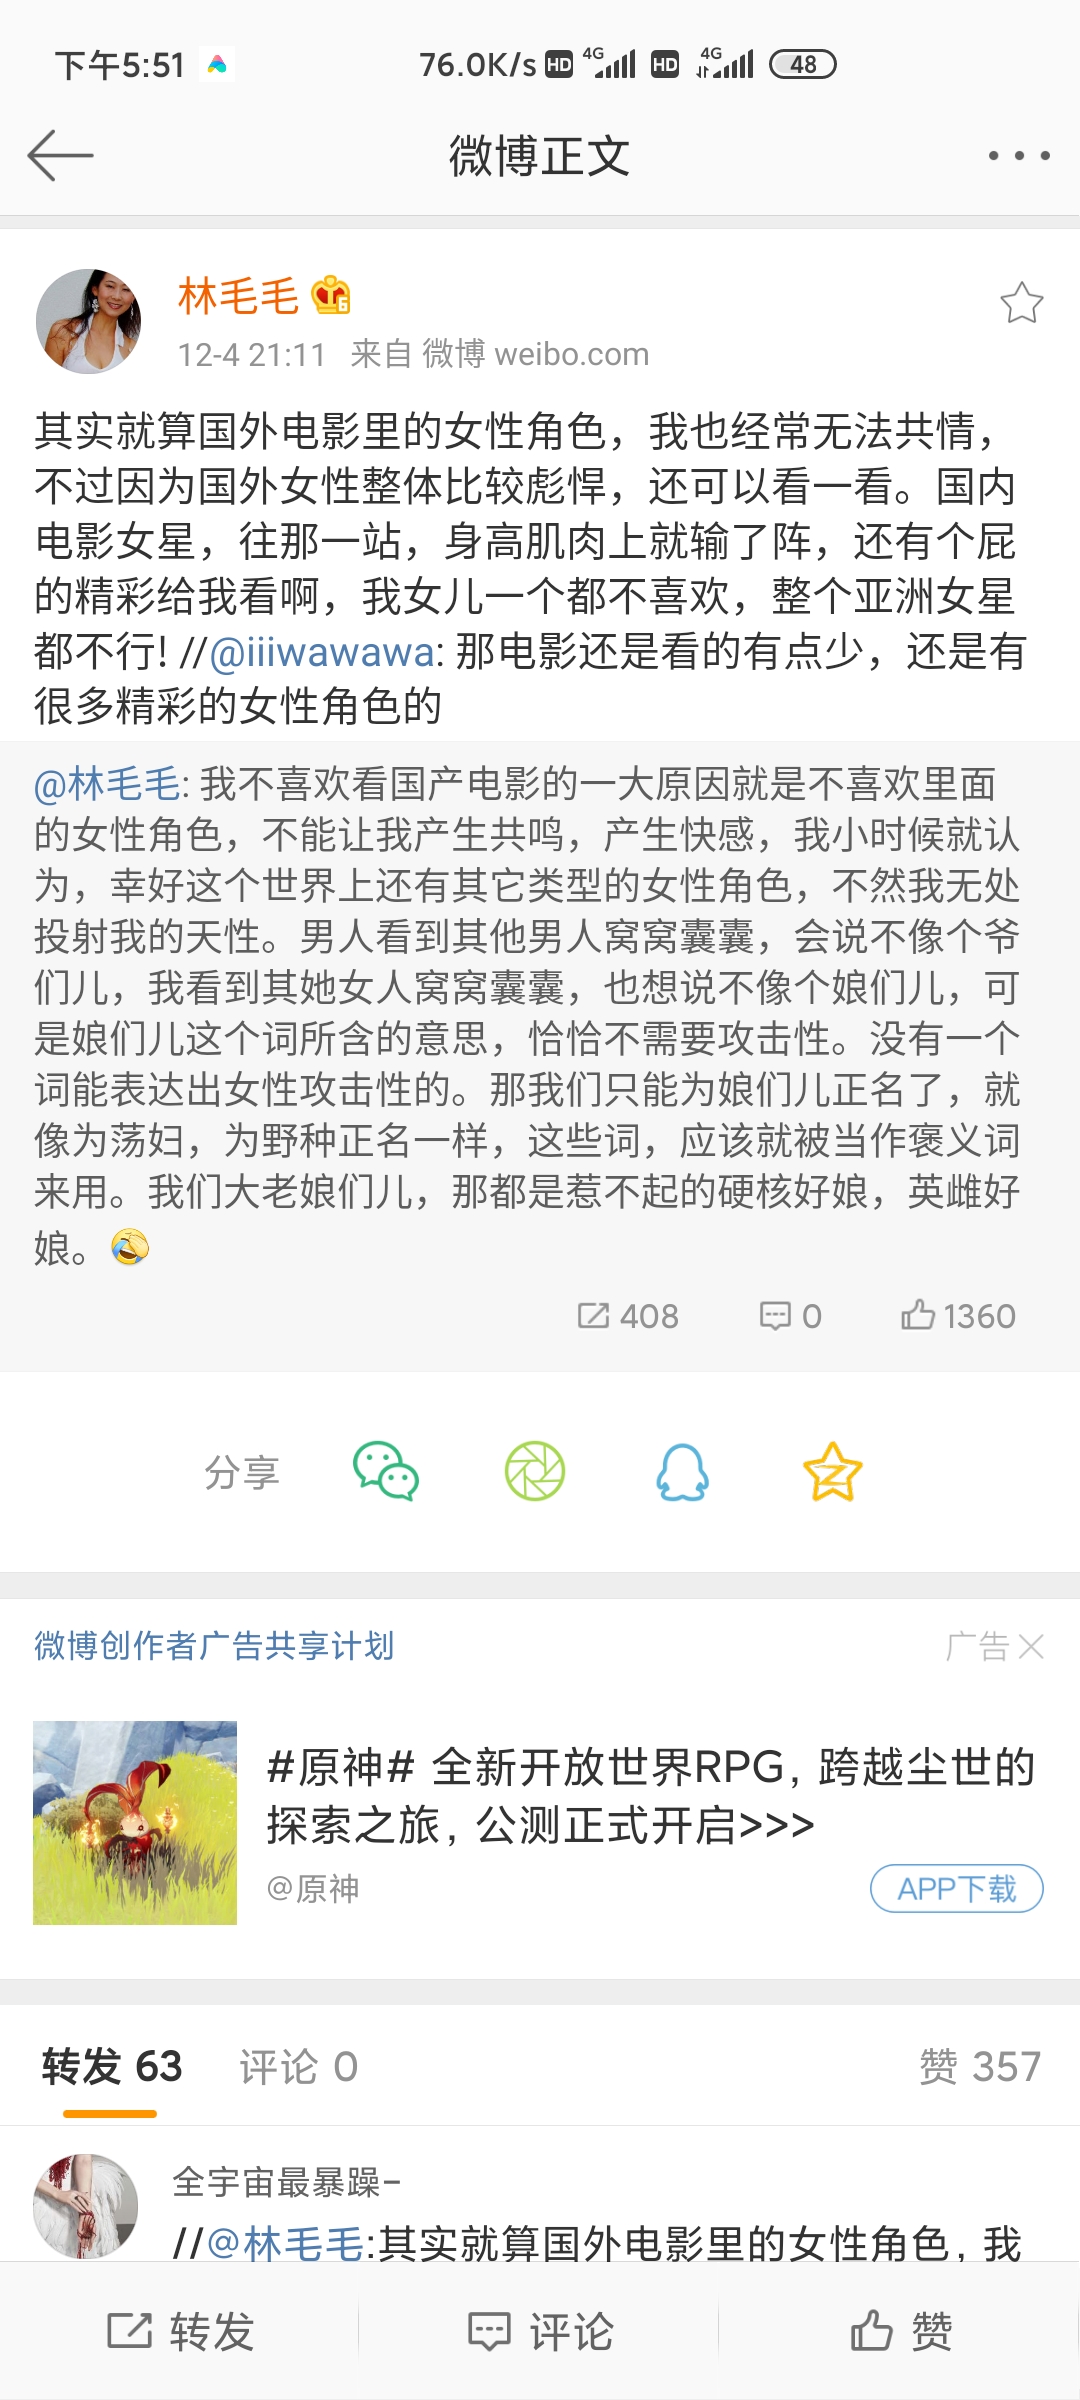 下午5:51 76.0K/s HD 4G HD 4G 48
微博正文
林毛毛 6
12-4 21:11 来自 微博 weibo.com
其实就算国外电影里的女性角色，我也经常无法共情，
不过因为国外女性整体比较彪悍，还可以看一看。国内
电影女星，往那一站，身高肌肉上就输了阵，还有个屁
的精彩给我看啊，我女儿一个都不喜欢，整个亚洲女星
都不行! //@iiiwawawa: 那电影还是看的有点少，还是有
很多精彩的女性角色的
@林毛毛: 我不喜欢看国产电影的一大原因就是不喜欢里面
的女性角色，不能让我产生共鸣，产生快感，我小时候就认
为，幸好这个世界上还有其它类型的女性角色，不然我无处
投射我的天性。男人看到其他男人窝窝囊囊，会说不像个爷
们儿，我看到其她女人窝窝囊囊，也想说不像个娘们儿，可
是娘们儿这个词所含的意思，恰恰不需要攻击性。没有一个
词能表达出女性攻击性的。那我们只能为娘们儿正名了，就
像为荡妇，为野种正名一样，这些词，应该就被当作褒义词
来用。我们大老娘们儿，那都是惹不起的硬核好娘，英雌好
娘。🤣
408 0 1360
分享
微博创作者广告共享计划 广告
#原神# 全新开放世界RPG，跨越尘世的
探索之旅，公测正式开启>>>
@原神 APP下载
转发 63 评论 0 赞 357
全宇宙最暴躁-
//@林毛毛:其实就算国外电影里的女性角色，我
转发 评论 赞